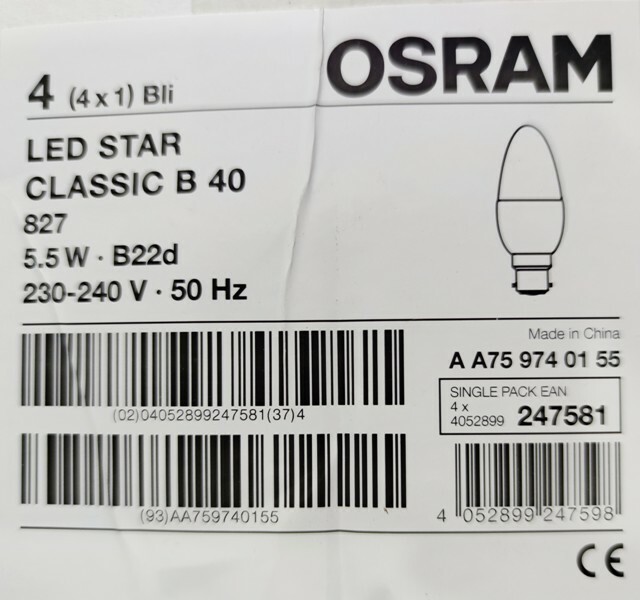 OSRAM
4 (4 x 1) Bli
LED STAR
CLASSIC B 40
827
5.5 W · B22d
230-240 V · 50 Hz
Made in China
A A75 974 01 55
SINGLE PACK EAN
4 x
4052899 247581
(02)04052899247581(37)4
(93)AA759740155
4 052899 247598
CE